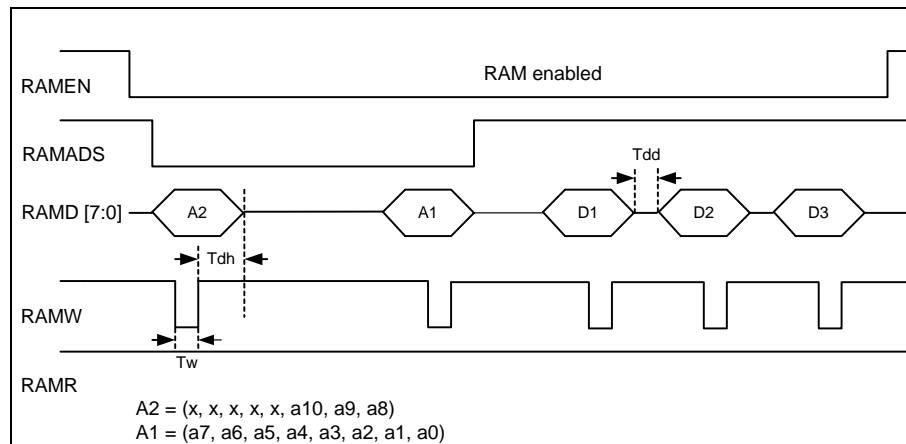 RAM enabled
RAMEN
RAMADS
Tdd
RAMD [7:0]
A2
A1
D1
D2
D3
Tdh
RAMW
Tw
RAMR
A2 = (x, x, x, x, x, a10, a9, a8)
A1 = (a7, a6, a5, a4, a3, a2, a1, a0)